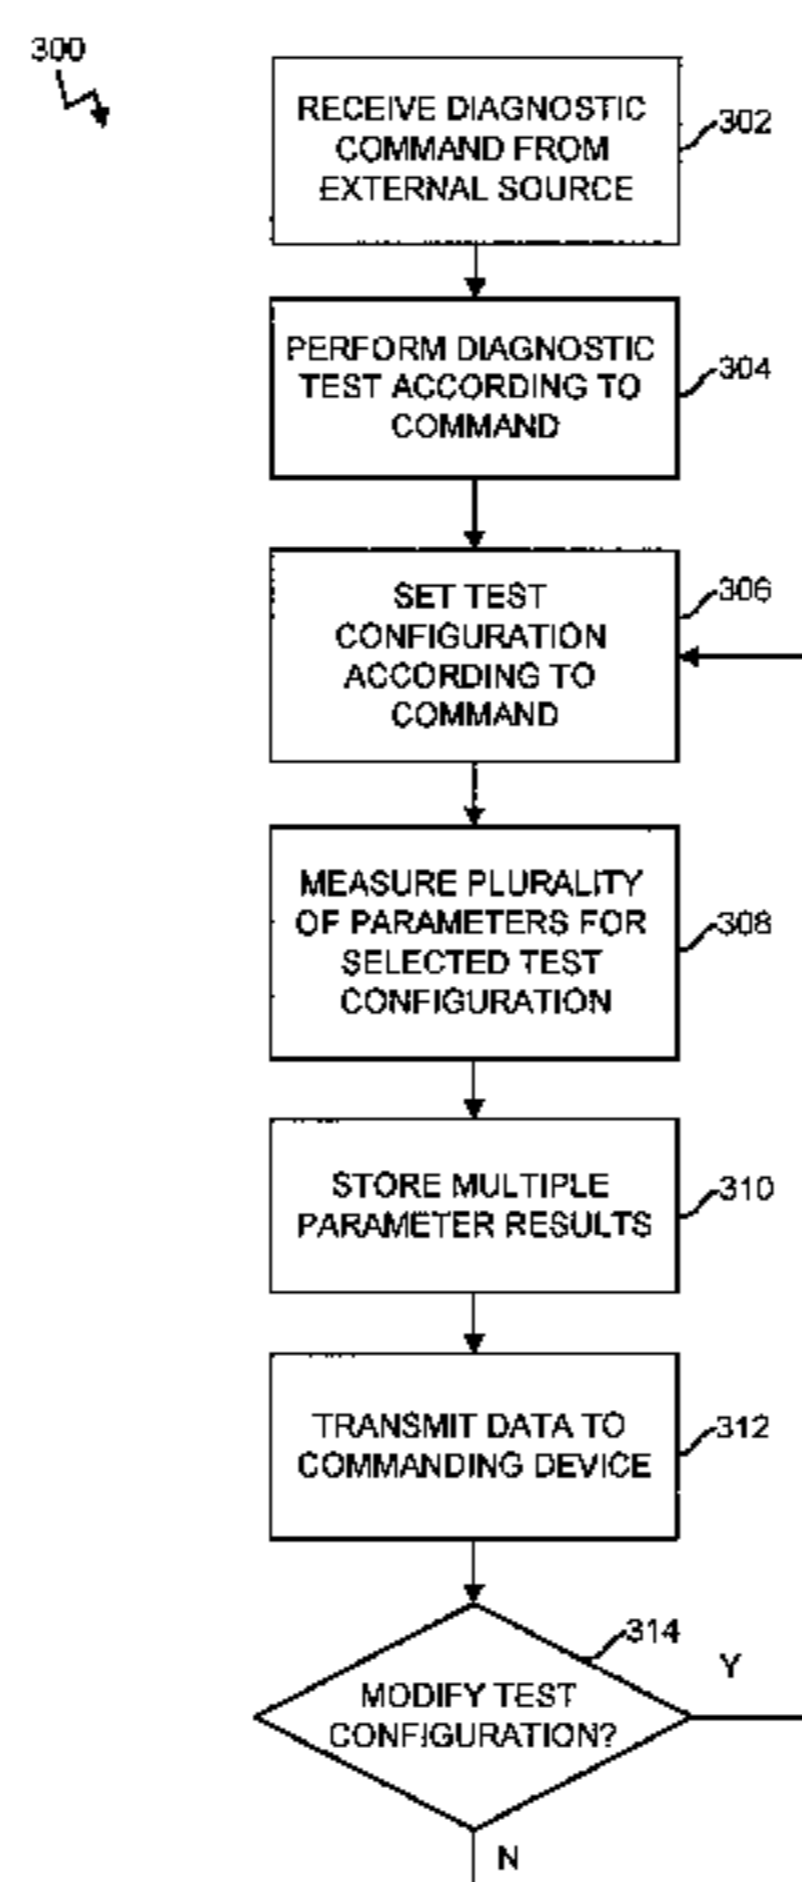 300
RECEIVE DIAGNOSTIC
COMMAND FROM
EXTERNAL SOURCE
302
PERFORM DIAGNOSTIC
TEST ACCORDING TO
COMMAND
304
SET TEST
CONFIGURATION
ACCORDING TO
COMMAND
306
MEASURE PLURALITY
OF PARAMETERS FOR
SELECTED TEST
CONFIGURATION
308
STORE MULTIPLE
PARAMETER RESULTS
310
TRANSMIT DATA TO
COMMANDING DEVICE
312
314
MODIFY TEST
CONFIGURATION?
Y
N